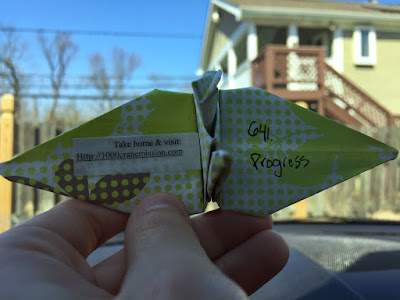 Take home & visit:
Http://1000cranemission.com
641.
Progress